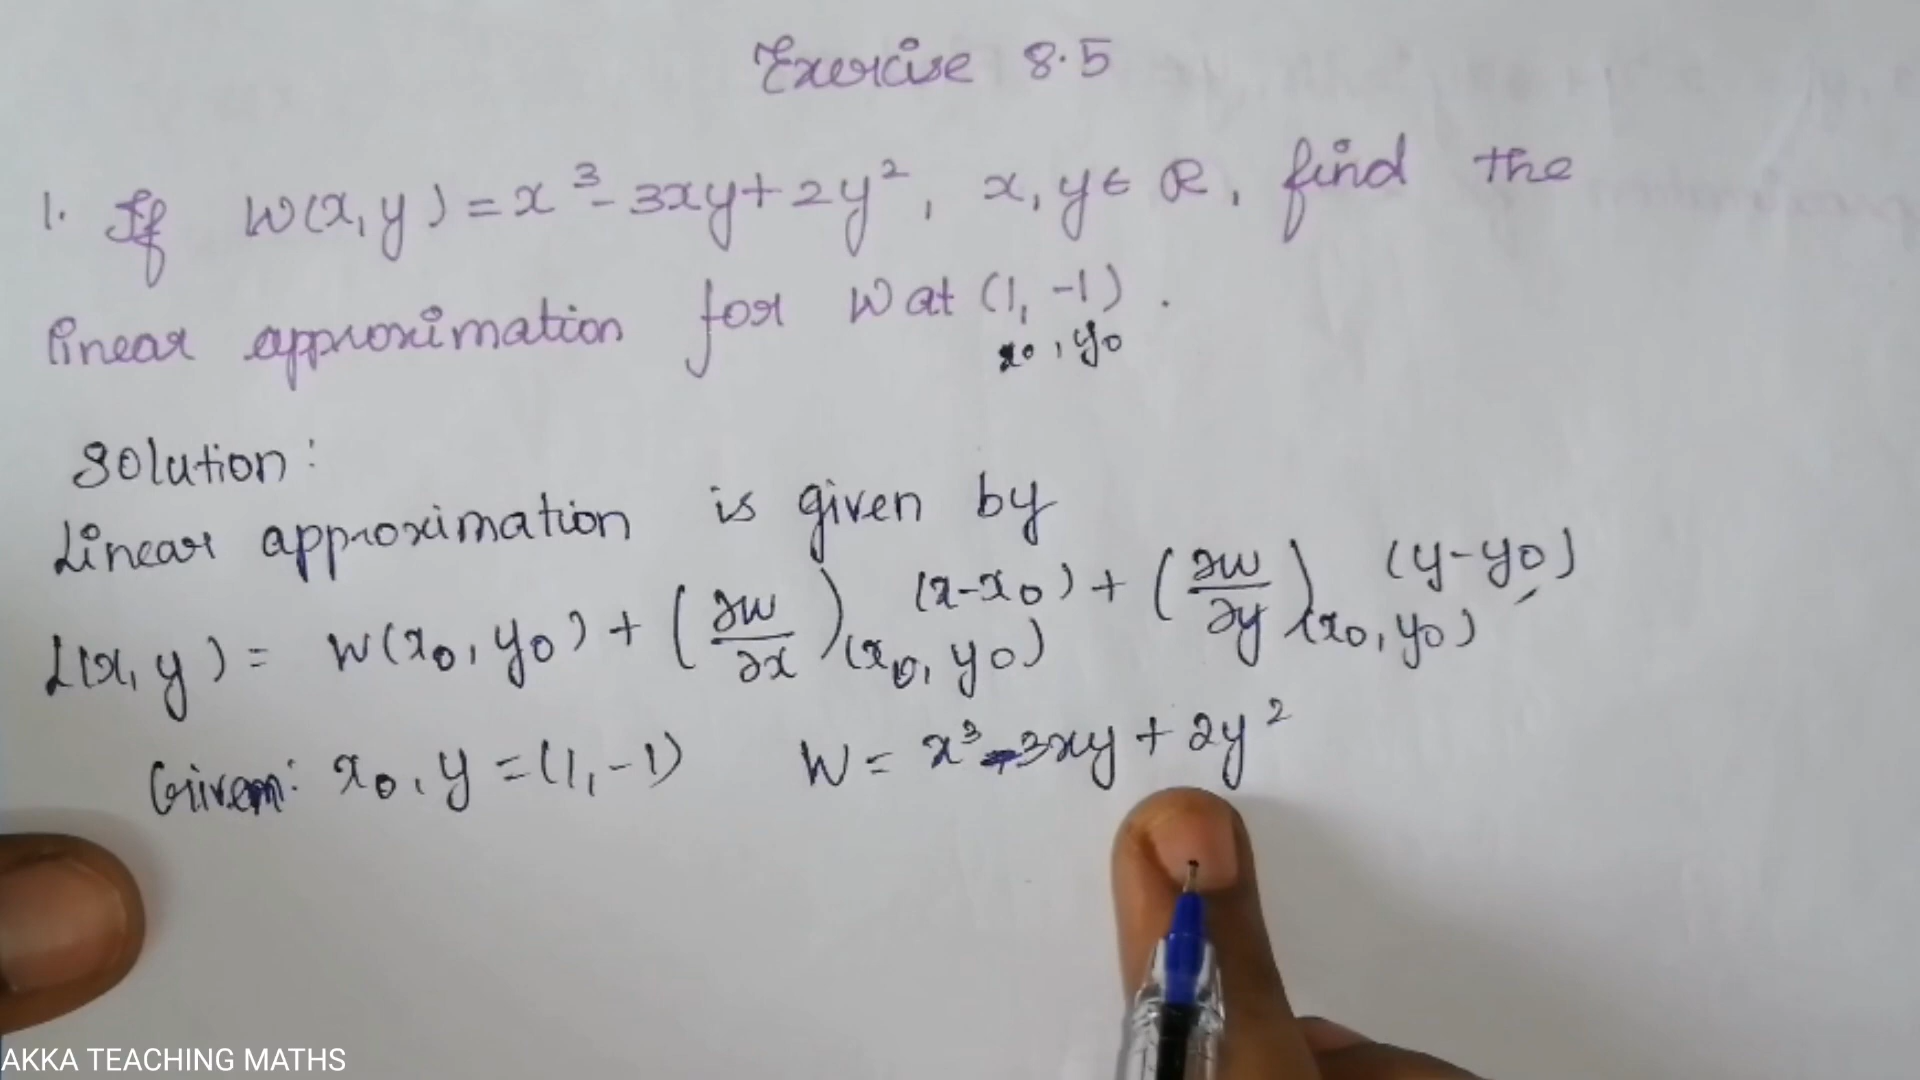 Exercise 8.5
1. If W(x, y) = x³ - 3xy + 2y², x, y ∈ R, find the
linear approximation for W at (1, -1).
x₀, y₀
Solution:
Linear approximation is given by
L(x, y) = W(x₀, y₀) + (∂w/∂x)(x₀, y₀) (x-x₀) + (∂w/∂y)(x₀, y₀) (y-y₀)
Given: x₀, y = (1, -1) W = x³ - 3xy + 2y²
AKKA TEACHING MATHS